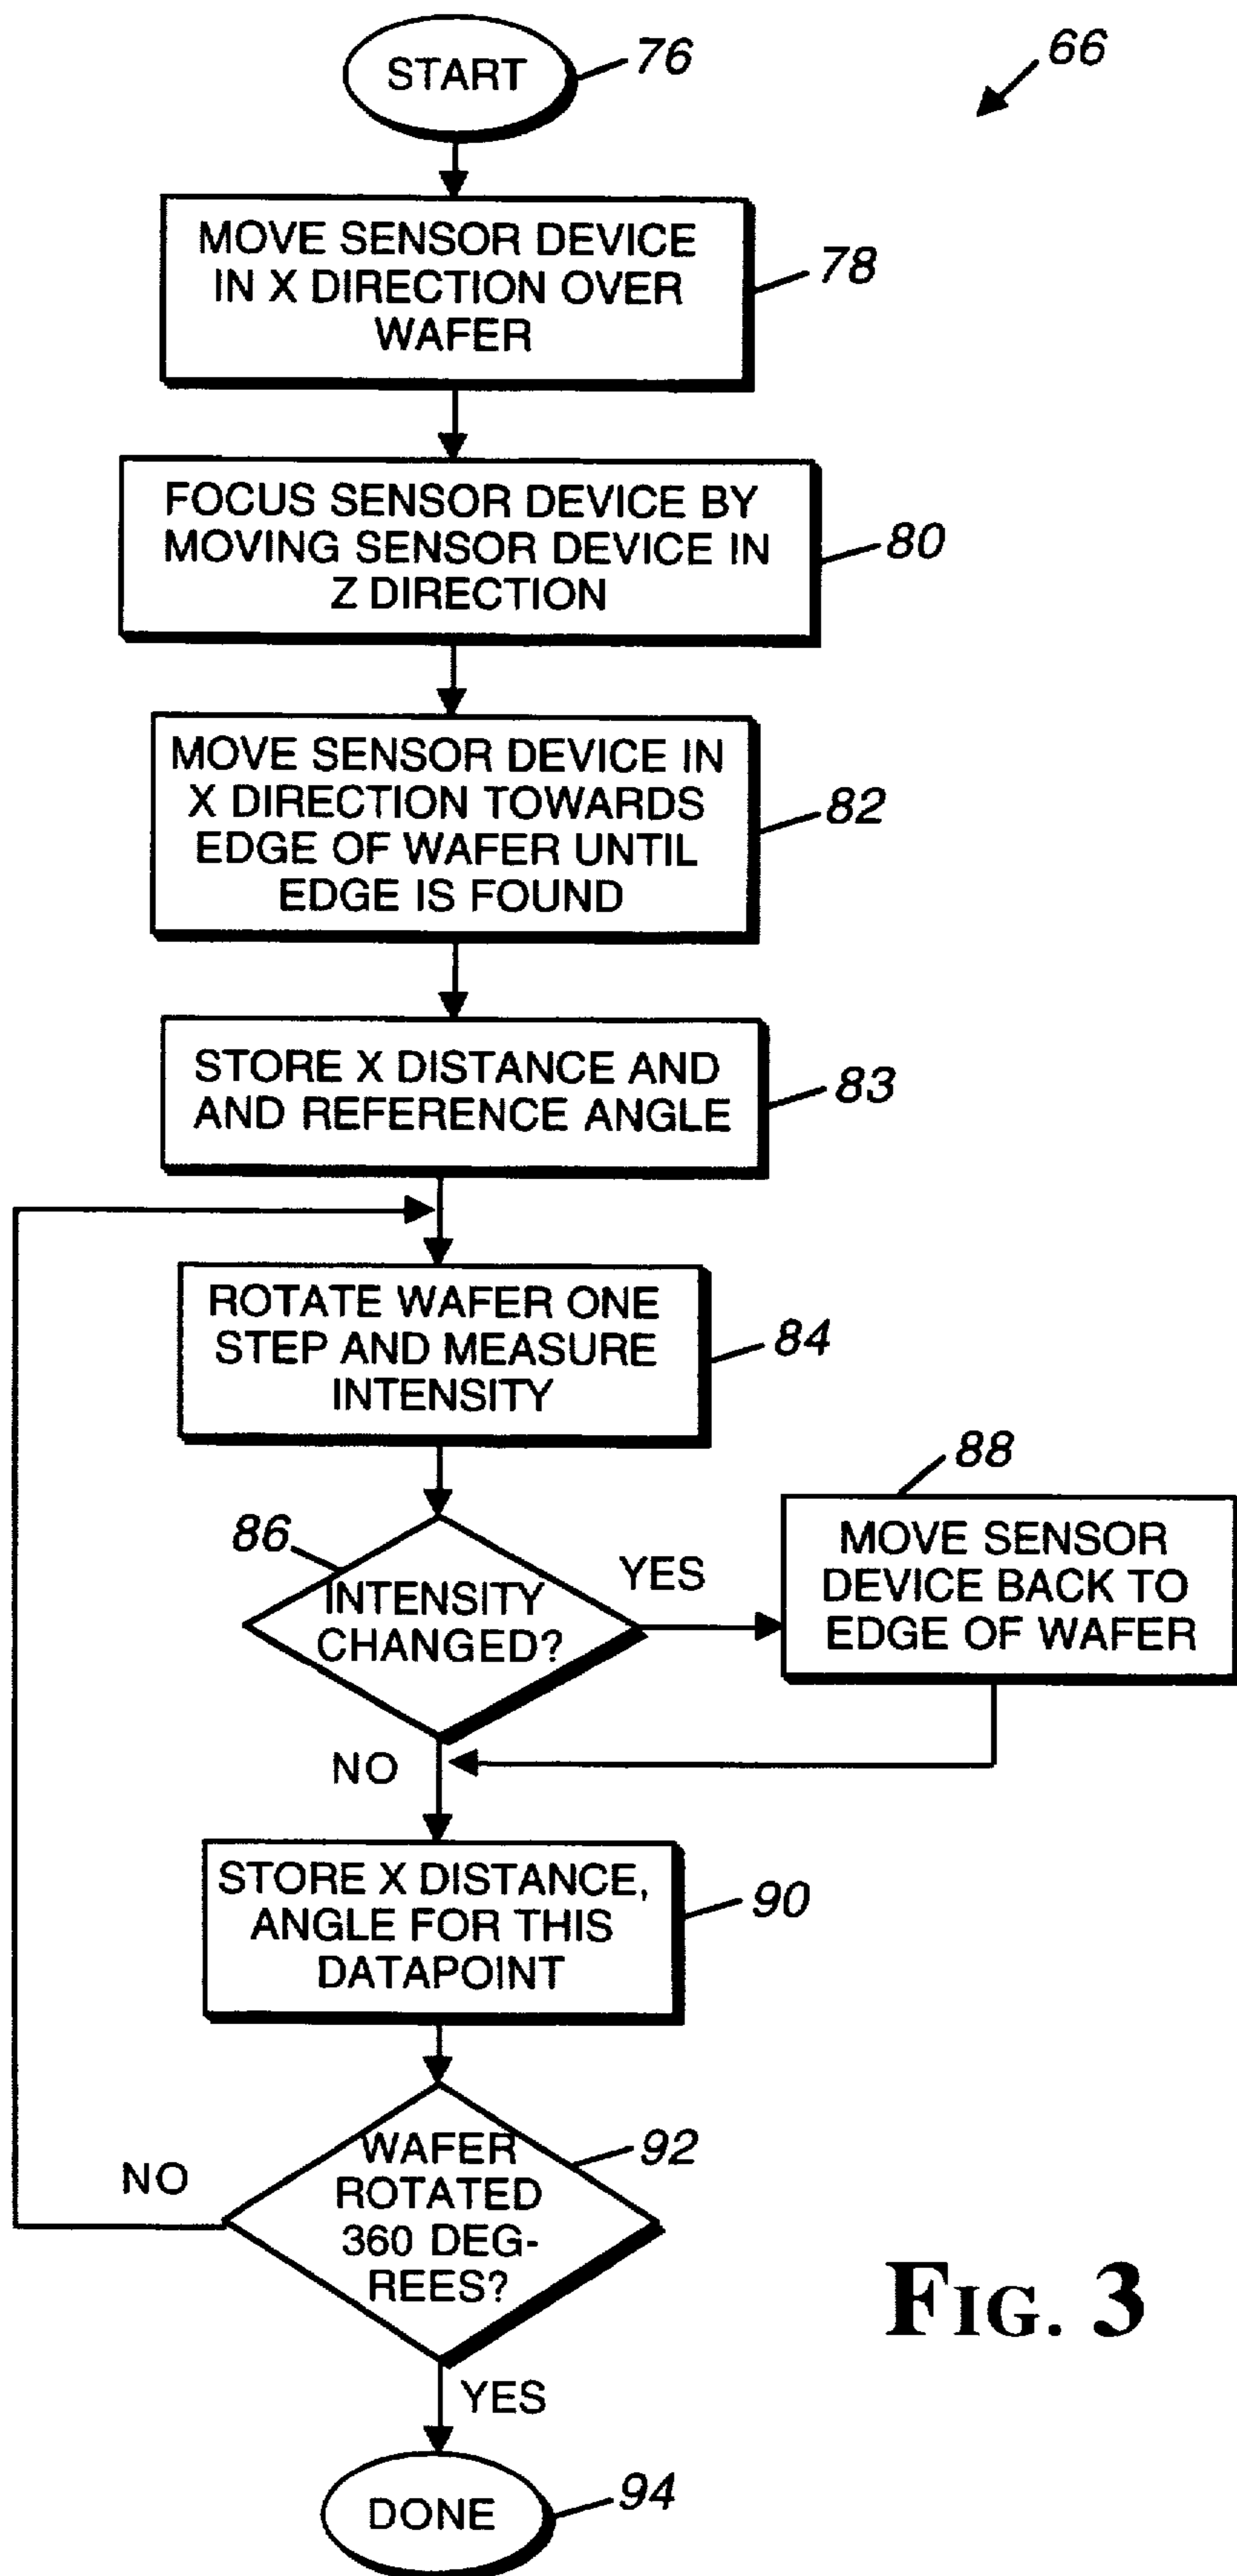 START
76
66
MOVE SENSOR DEVICE
IN X DIRECTION OVER
WAFER
78
FOCUS SENSOR DEVICE BY
MOVING SENSOR DEVICE IN
Z DIRECTION
80
MOVE SENSOR DEVICE IN
X DIRECTION TOWARDS
EDGE OF WAFER UNTIL
EDGE IS FOUND
82
STORE X DISTANCE AND
AND REFERENCE ANGLE
83
ROTATE WAFER ONE
STEP AND MEASURE
INTENSITY
84
86
INTENSITY
CHANGED?
YES
88
MOVE SENSOR
DEVICE BACK TO
EDGE OF WAFER
NO
STORE X DISTANCE,
ANGLE FOR THIS
DATAPOINT
90
WAFER
ROTATED
360 DEG-
REES?
92
NO
YES
DONE
94
FIG. 3